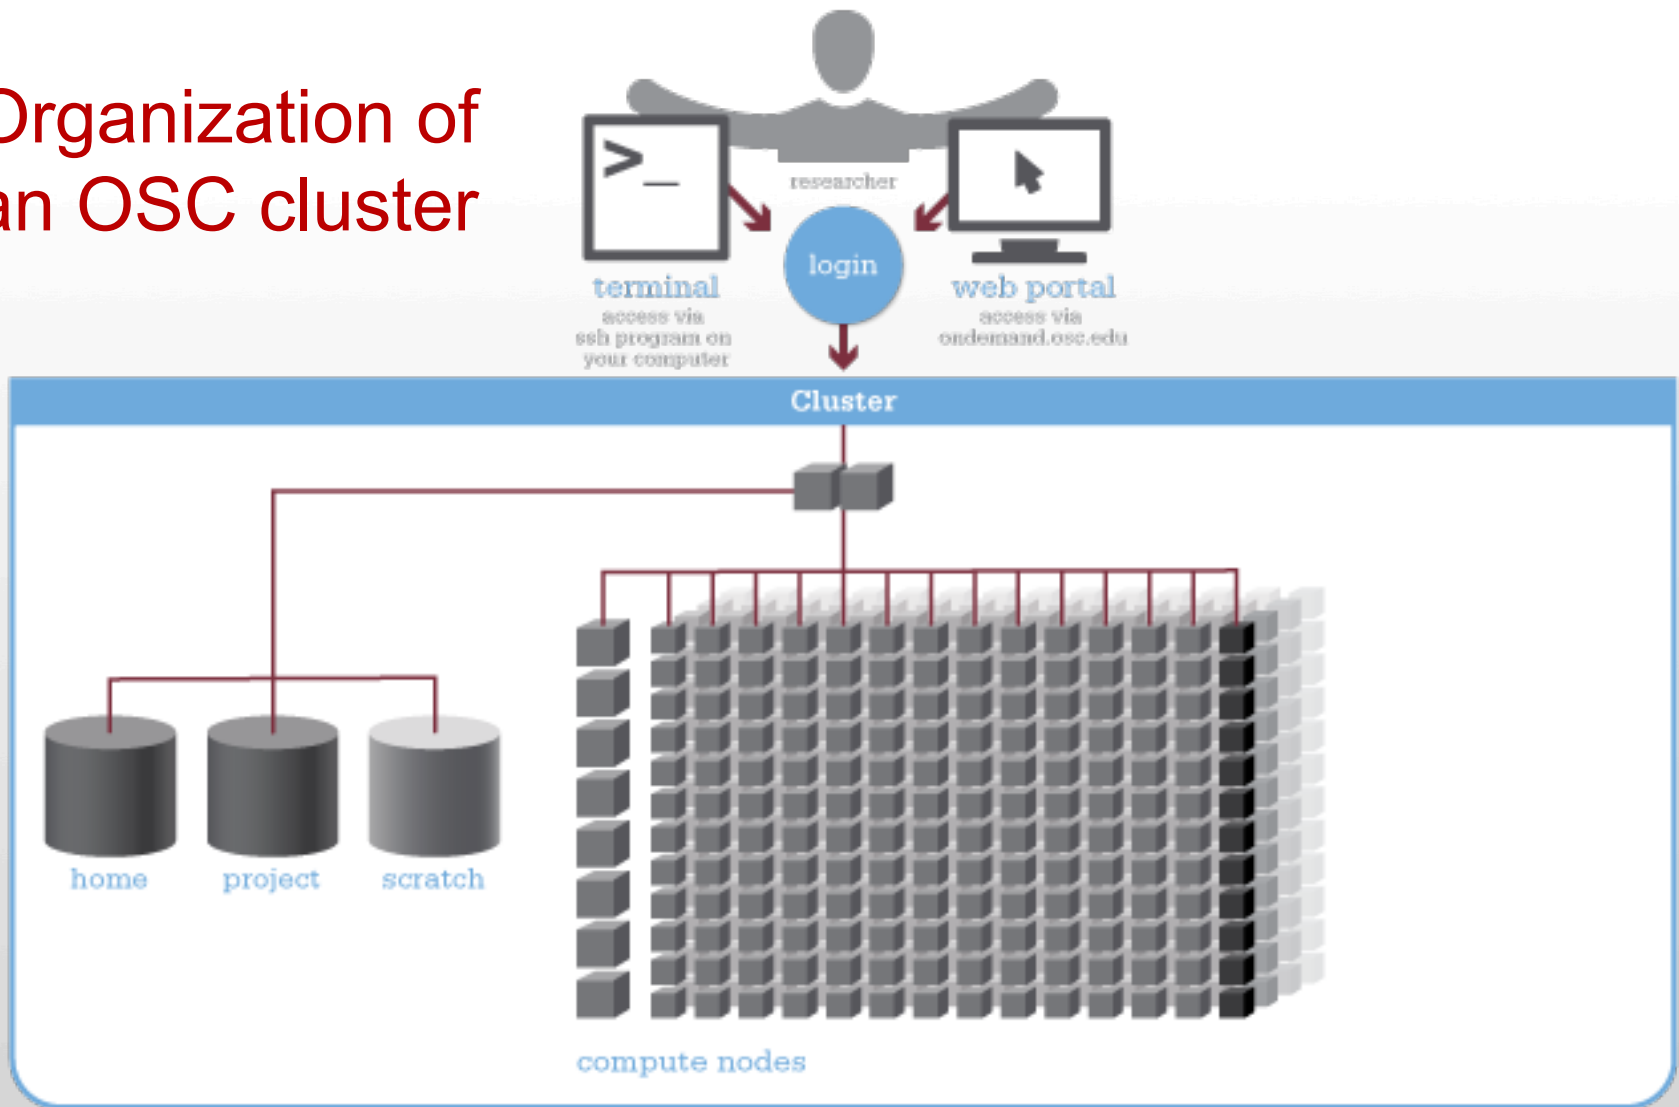 Organization of
an OSC cluster
>_
researcher
login
terminal
access via
ssh program on
your computer
web portal
access via
ondemand.osc.edu
Cluster
home
project
scratch
compute nodes